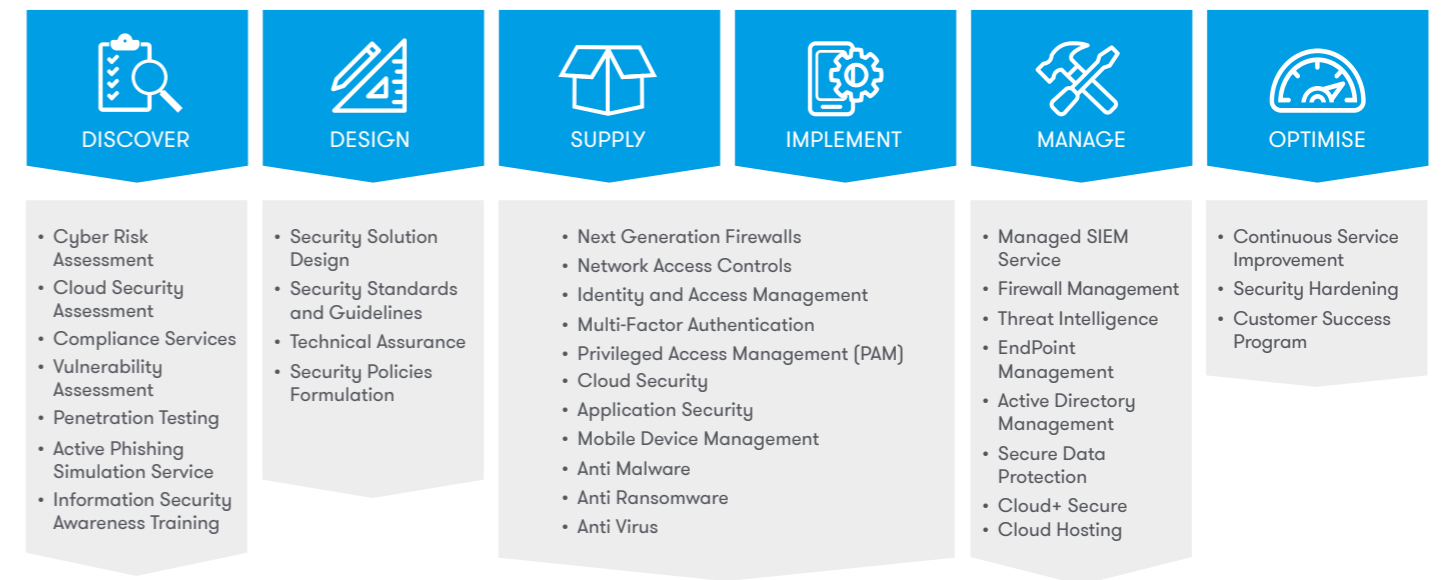 DISCOVER
DESIGN
SUPPLY
IMPLEMENT
MANAGE
OPTIMISE
• Cyber Risk
Assessment
• Cloud Security
Assessment
• Compliance Services
• Vulnerability
Assessment
• Penetration Testing
• Active Phishing
Simulation Service
• Information Security
Awareness Training
• Security Solution
Design
• Security Standards
and Guidelines
• Technical Assurance
• Security Policies
Formulation
• Next Generation Firewalls
• Network Access Controls
• Identity and Access Management
• Multi-Factor Authentication
• Privileged Access Management (PAM)
• Cloud Security
• Application Security
• Mobile Device Management
• Anti Malware
• Anti Ransomware
• Anti Virus
• Managed SIEM
Service
• Firewall Management
• Threat Intelligence
• EndPoint
Management
• Active Directory
Management
• Secure Data
Protection
• Cloud+ Secure
• Cloud Hosting
• Continuous Service
Improvement
• Security Hardening
• Customer Success
Program